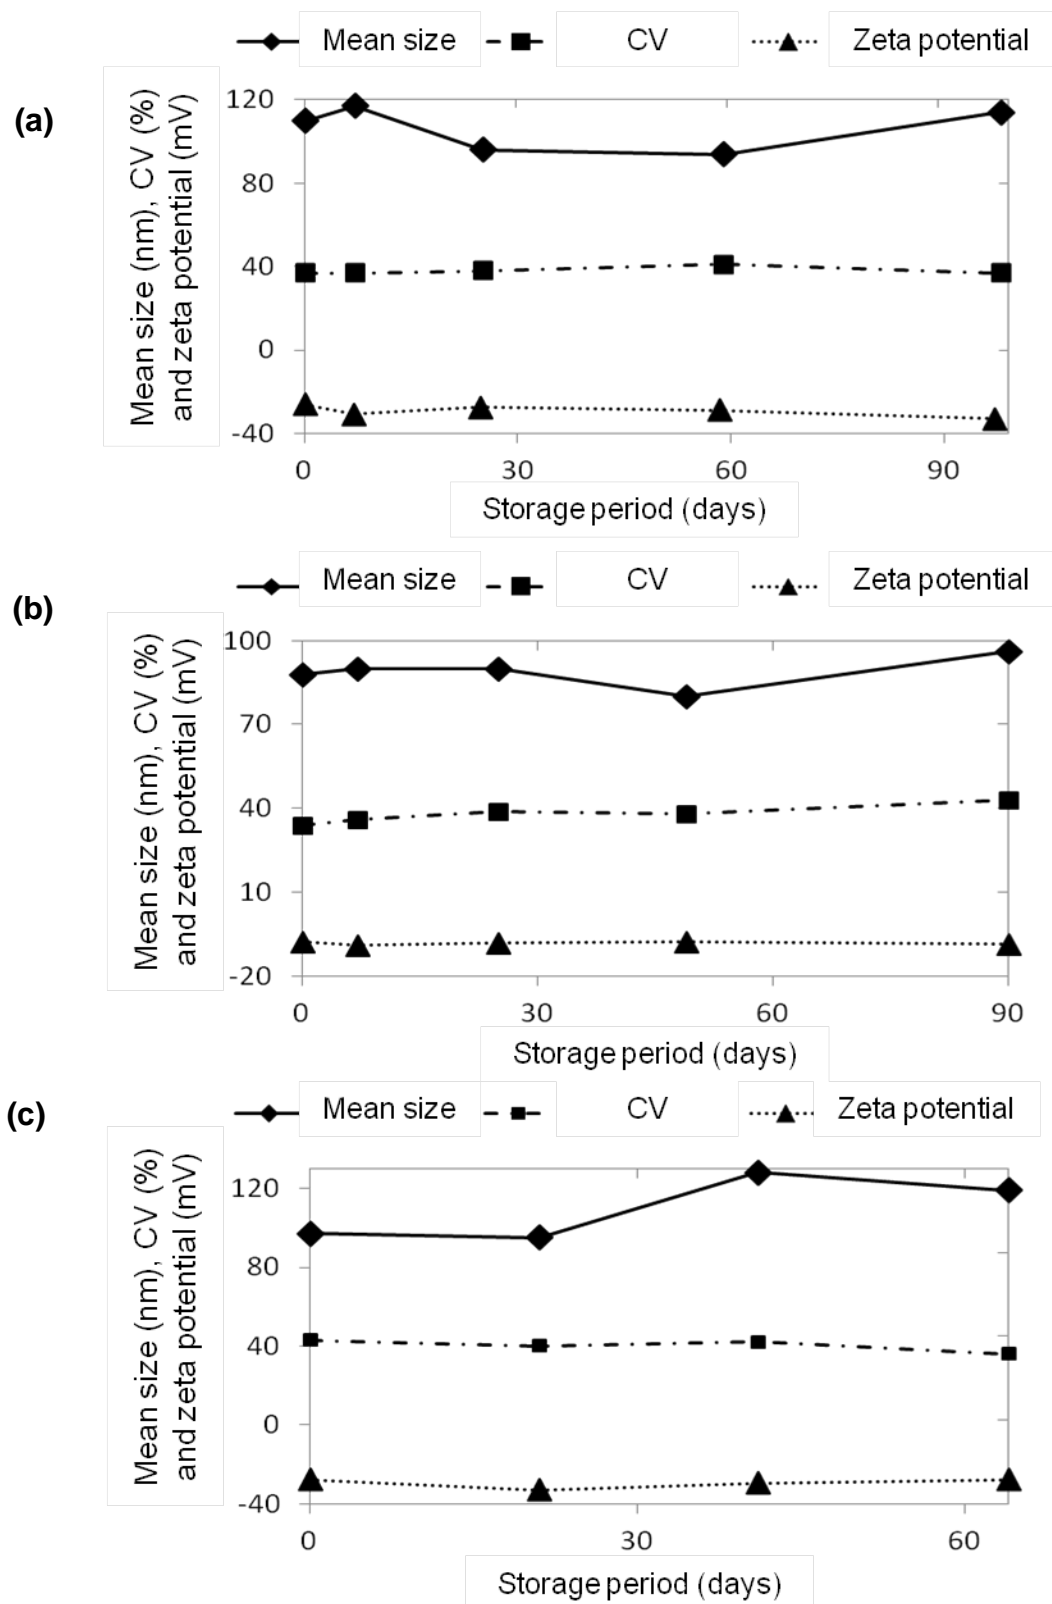 Mean size CV Zeta potential
(a)
Mean size (nm), CV (%)
and zeta potential (mV)
120
80
40
0
-40
0 30 60 90
Storage period (days)
Mean size CV Zeta potential
(b)
Mean size (nm), CV (%)
and zeta potential (mV)
100
70
40
10
-20
0 30 60 90
Storage period (days)
Mean size CV Zeta potential
(c)
Mean size (nm), CV (%)
and zeta potential (mV)
120
80
40
0
-40
0 30 60
Storage period (days)